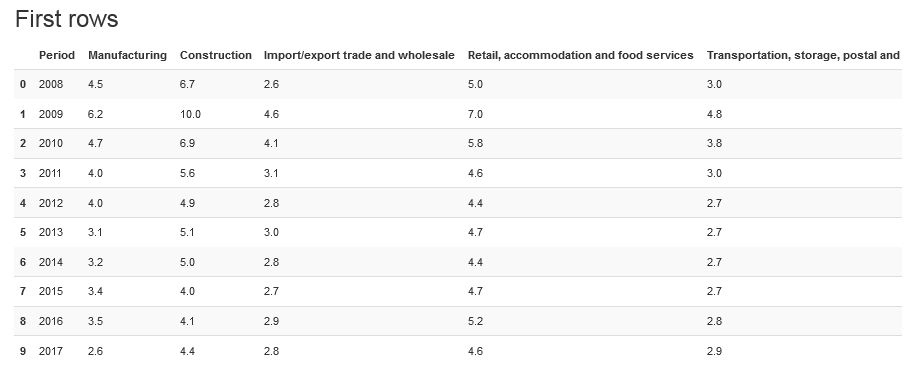 First rows
Period Manufacturing Construction Import/export trade and wholesale Retail, accommodation and food services Transportation, storage, postal and
0 2008 4.5 6.7 2.6 5.0 3.0
1 2009 6.2 10.0 4.6 7.0 4.8
2 2010 4.7 6.9 4.1 5.8 3.8
3 2011 4.0 5.6 3.1 4.6 3.0
4 2012 4.0 4.9 2.8 4.4 2.7
5 2013 3.1 5.1 3.0 4.7 2.7
6 2014 3.2 5.0 2.8 4.4 2.7
7 2015 3.4 4.0 2.7 4.7 2.7
8 2016 3.5 4.1 2.9 5.2 2.8
9 2017 2.6 4.4 2.8 4.6 2.9